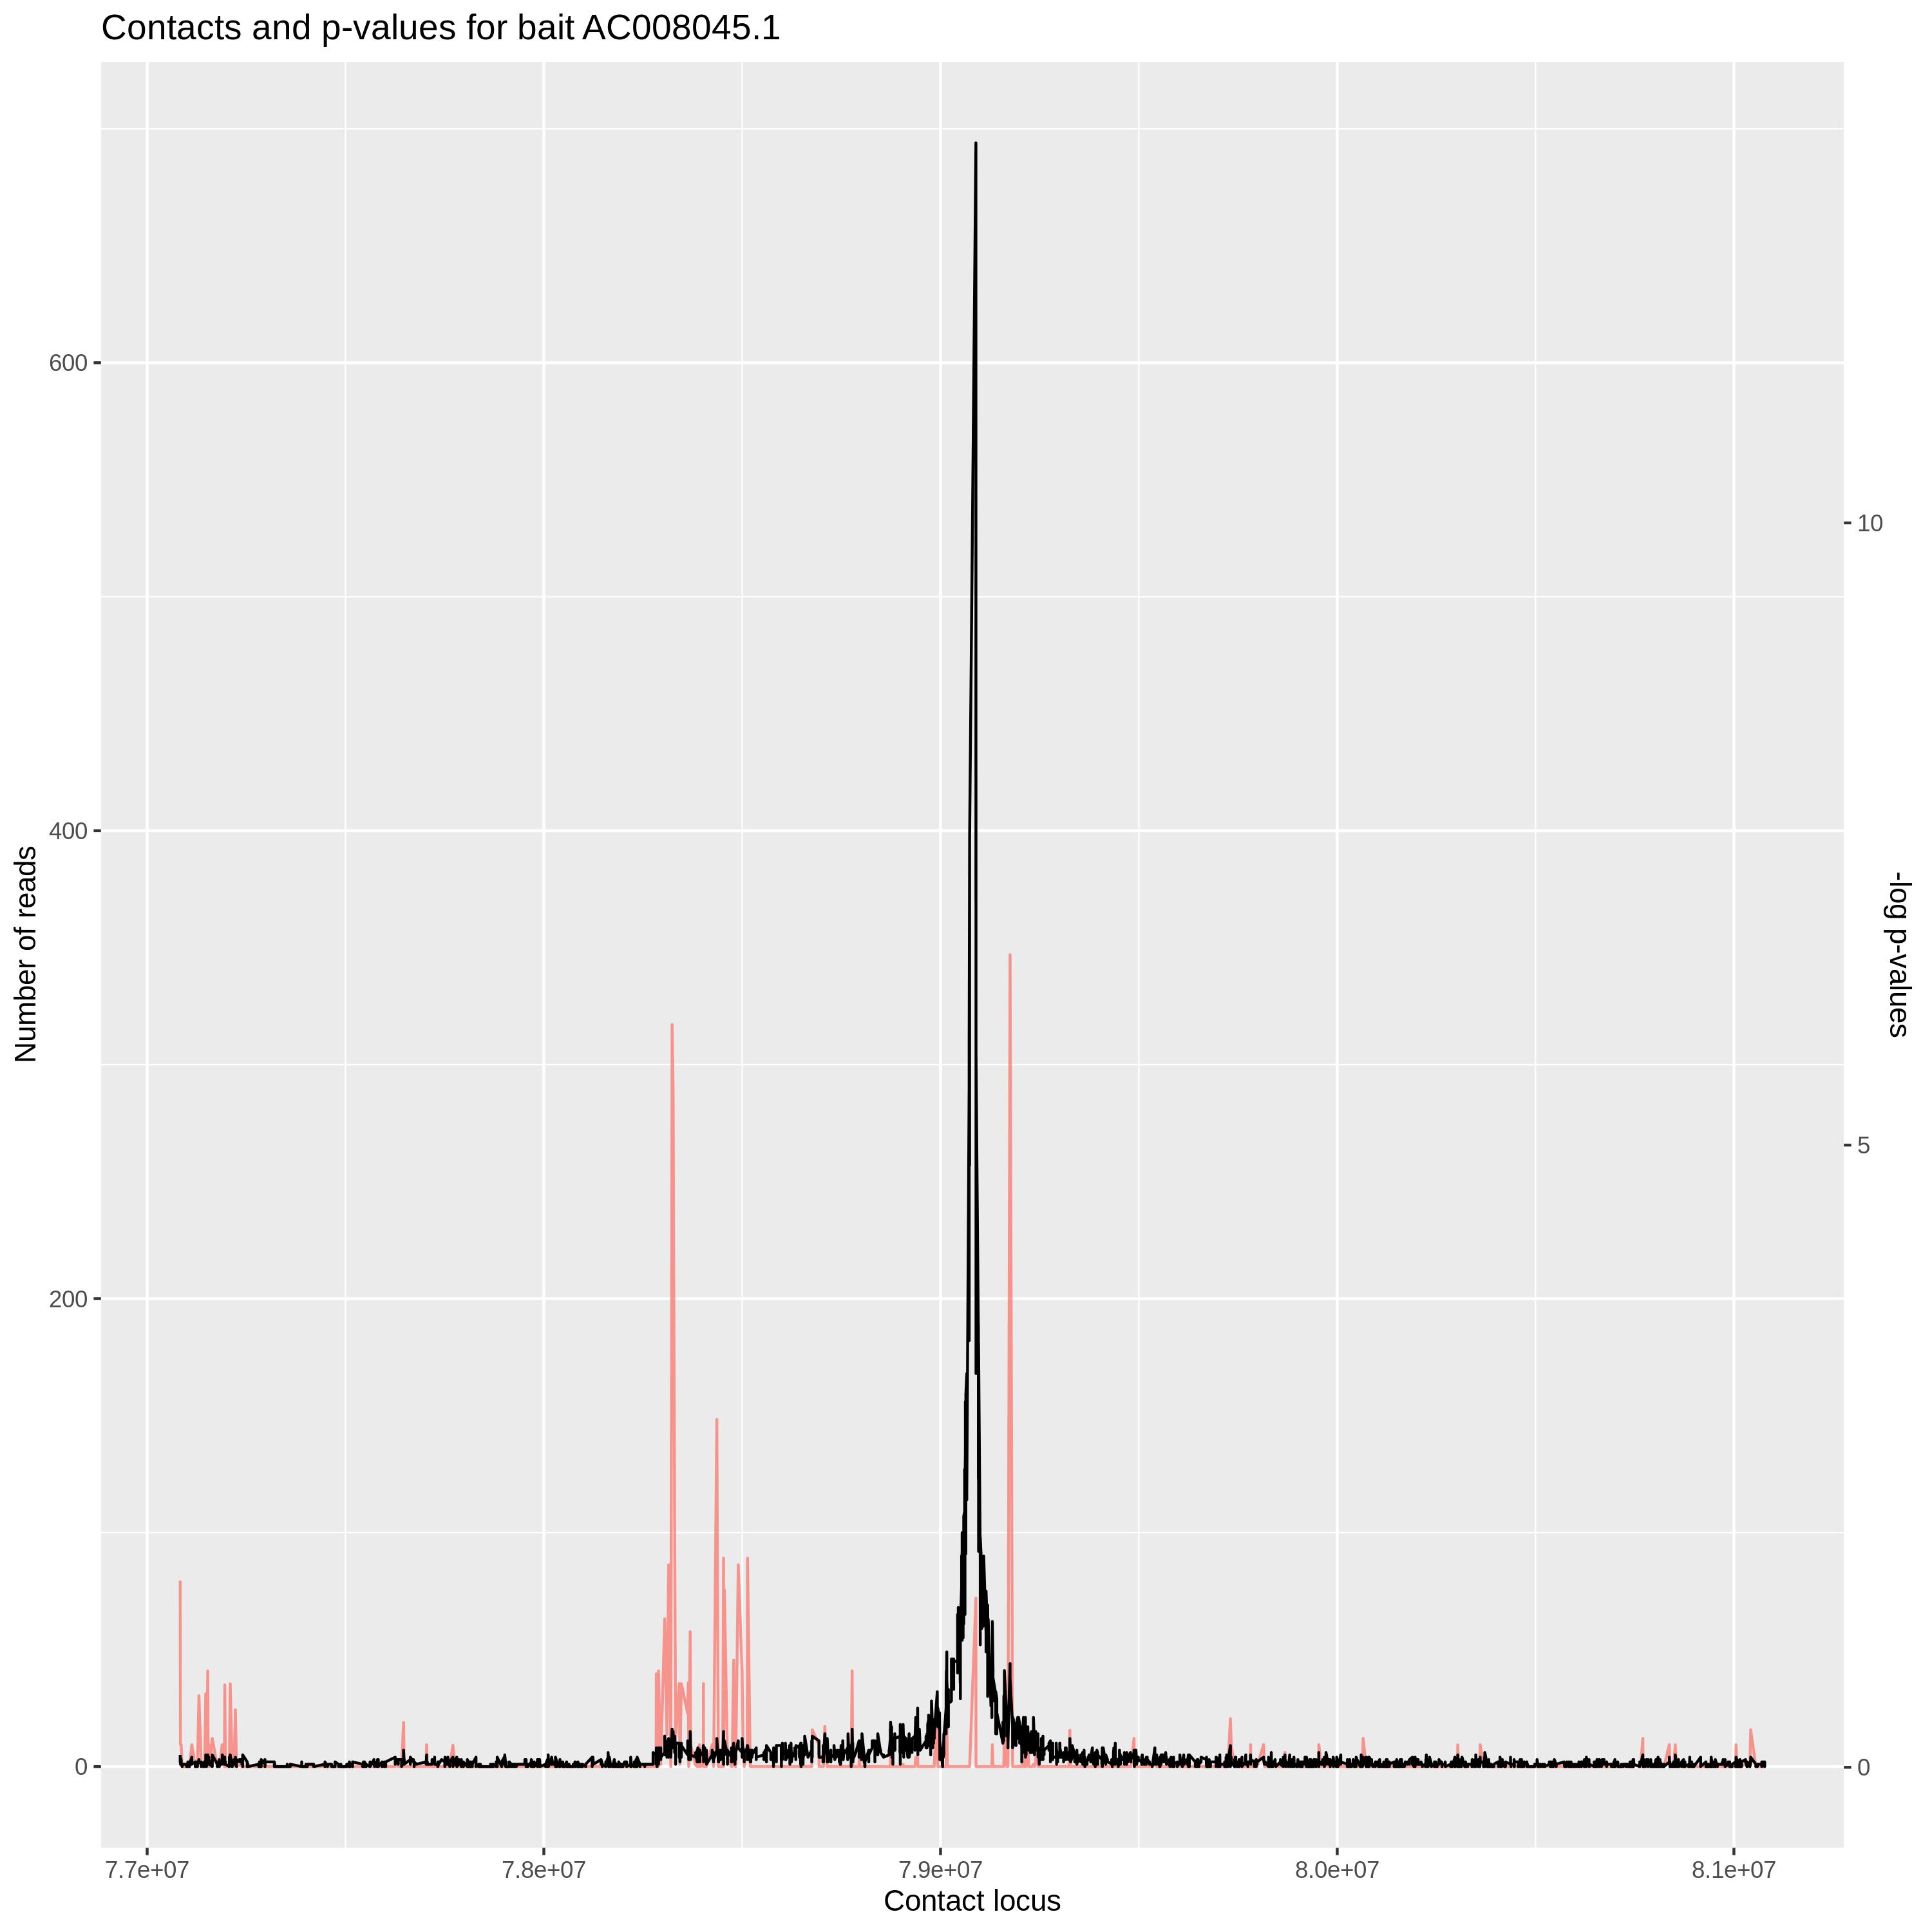 Contacts and p-values for bait AC008045.1
Number of reads
600
400
200
0
10
5
0
-log p-values
7.7e+07
7.8e+07
7.9e+07
8.0e+07
8.1e+07
Contact locus